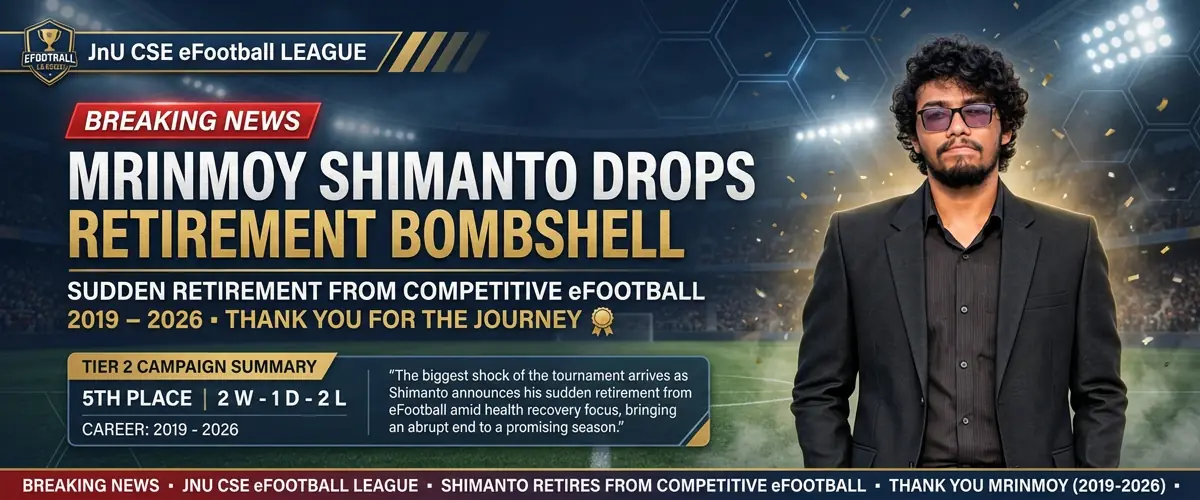 EFOOTRALL
JnU CSE eFootball LEAGUE
BREAKING NEWS
MRINMOY SHIMANTO DROPS
RETIREMENT BOMBSHELL
SUDDEN RETIREMENT FROM COMPETITIVE eFOOTBALL
2019 – 2026 ▪ THANK YOU FOR THE JOURNEY
TIER 2 CAMPAIGN SUMMARY
5TH PLACE | 2 W - 1 D - 2 L
CAREER: 2019 - 2026
“The biggest shock of the tournament arrives as
Shimanto announces his sudden retirement from
eFootball amid health recovery focus, bringing
an abrupt end to a promising season.”
BREAKING NEWS ▪ JNU CSE eFOOTBALL LEAGUE ▪ SHIMANTO RETIRES FROM COMPETITIVE eFOOTBALL ▪ THANK YOU MRINMOY (2019-2026) ▪